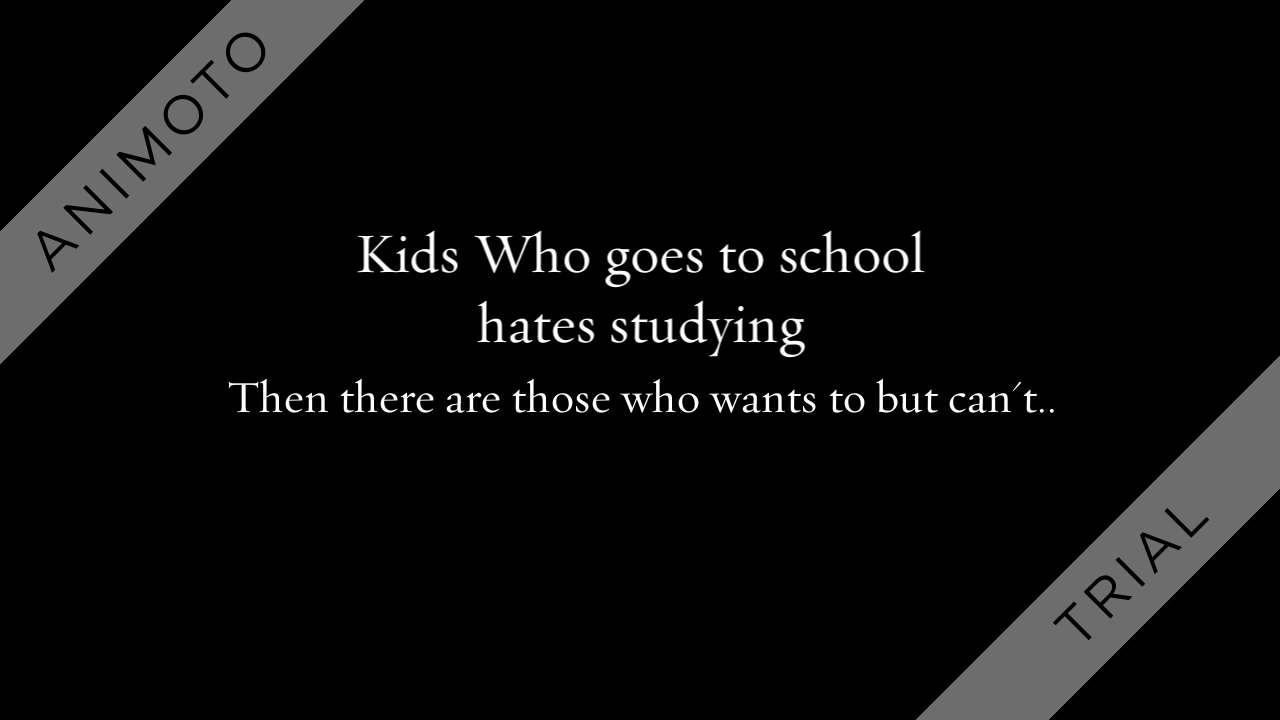 ANIMOTO
Kids Who goes to school
hates studying
Then there are those who wants to but can´t..
TRIAL